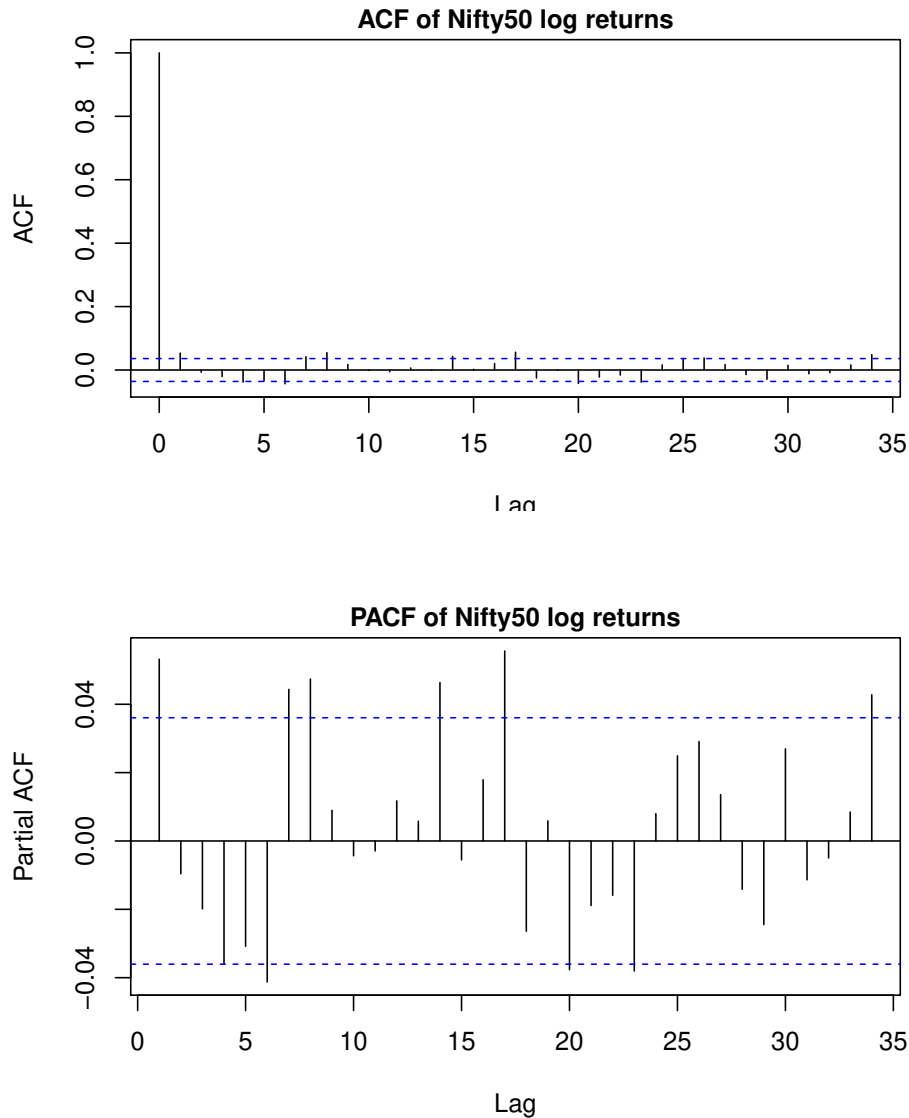 ACF of Nifty50 log returns
ACF
0.0 0.2 0.4 0.6 0.8 1.0
0 5 10 15 20 25 30 35
Lag
PACF of Nifty50 log returns
Partial ACF
−0.04 0.00 0.04
0 5 10 15 20 25 30 35
Lag